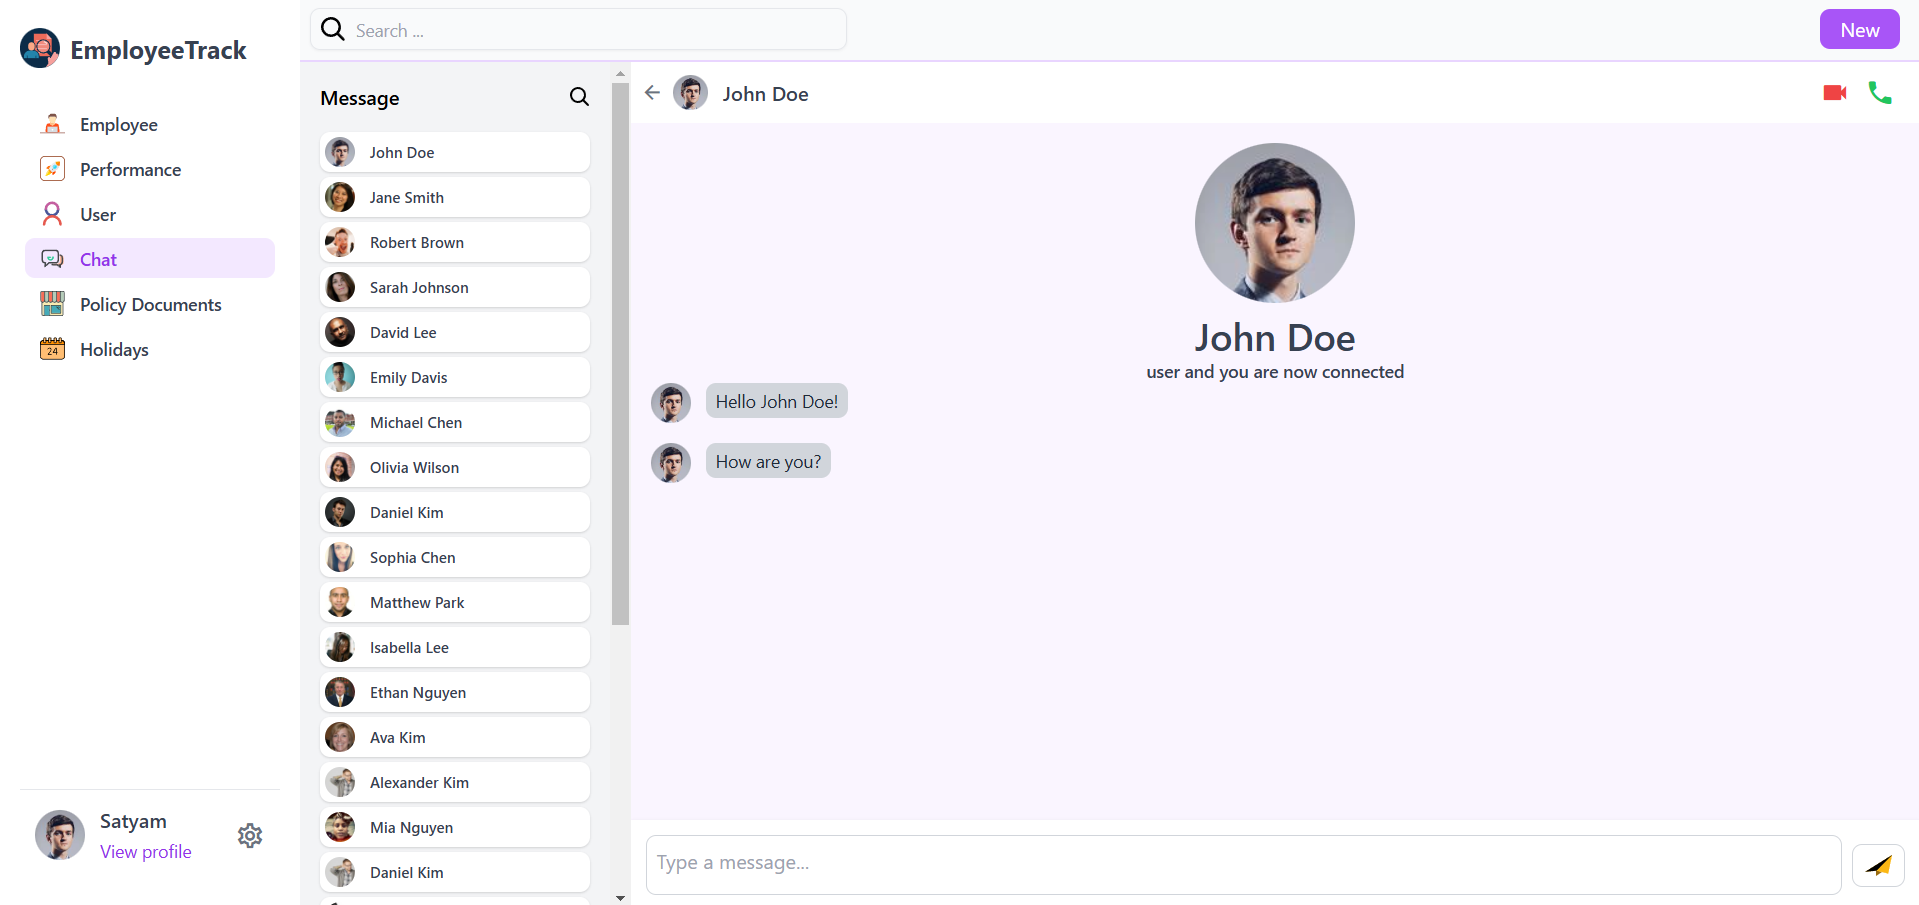 EmployeeTrack
Employee
Performance
User
Chat
Policy Documents
24
Holidays
Satyam
View profile
Search ...
New
Message
John Doe
Jane Smith
Robert Brown
Sarah Johnson
David Lee
Emily Davis
Michael Chen
Olivia Wilson
Daniel Kim
Sophia Chen
Matthew Park
Isabella Lee
Ethan Nguyen
Ava Kim
Alexander Kim
Mia Nguyen
Daniel Kim
John Doe
John Doe
user and you are now connected
Hello John Doe!
How are you?
Type a message...